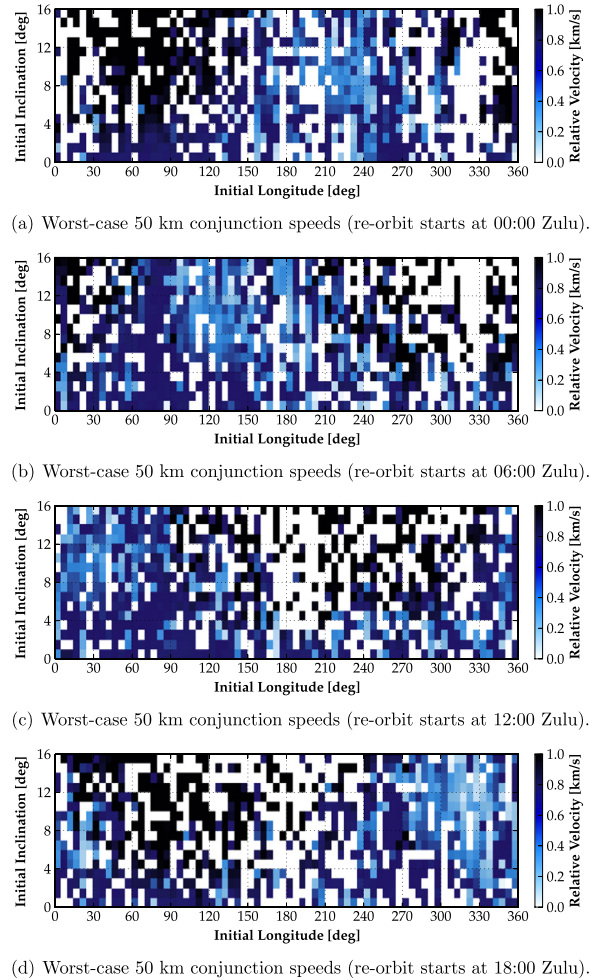 16
12
8
4
0
Initial Inclination [deg]
0 30 60 90 120 150 180 210 240 270 300 330 360
Initial Longitude [deg]
1.0
0.8
0.6
0.4
0.2
0.0
Relative Velocity [km/s]
(a) Worst-case 50 km conjunction speeds (re-orbit starts at 00:00 Zulu).
16
12
8
4
0
Initial Inclination [deg]
0 30 60 90 120 150 180 210 240 270 300 330 360
Initial Longitude [deg]
1.0
0.8
0.6
0.4
0.2
0.0
Relative Velocity [km/s]
(b) Worst-case 50 km conjunction speeds (re-orbit starts at 06:00 Zulu).
16
12
8
4
0
Initial Inclination [deg]
0 30 60 90 120 150 180 210 240 270 300 330 360
Initial Longitude [deg]
1.0
0.8
0.6
0.4
0.2
0.0
Relative Velocity [km/s]
(c) Worst-case 50 km conjunction speeds (re-orbit starts at 12:00 Zulu).
16
12
8
4
0
Initial Inclination [deg]
0 30 60 90 120 150 180 210 240 270 300 330 360
Initial Longitude [deg]
1.0
0.8
0.6
0.4
0.2
0.0
Relative Velocity [km/s]
(d) Worst-case 50 km conjunction speeds (re-orbit starts at 18:00 Zulu).